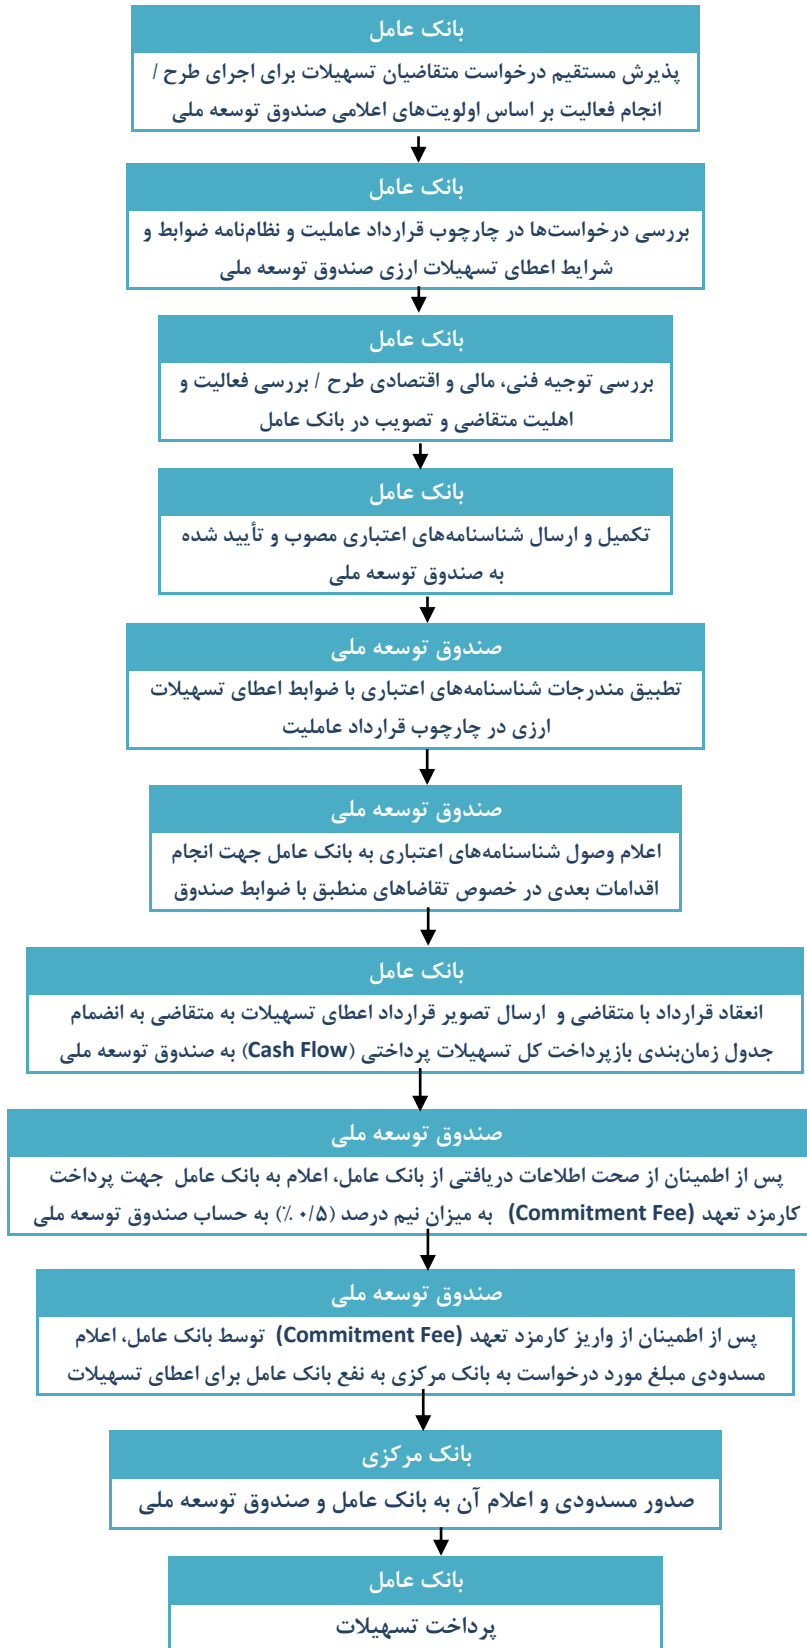 بانک عامل
پذیرش مستقیم درخواست متقاضیان تسهیلات برای اجرای طرح /
انجام فعالیت بر اساس اولویت‌های اعلامی صندوق توسعه ملی
بانک عامل
بررسی درخواست‌ها در چارچوب قرارداد عاملیت و نظام‌نامه ضوابط و
شرایط اعطای تسهیلات ارزی صندوق توسعه ملی
بانک عامل
بررسی توجیه فنی، مالی و اقتصادی طرح / بررسی فعالیت و
اهلیت متقاضی و تصویب در بانک عامل
بانک عامل
تکمیل و ارسال شناسنامه‌های اعتباری مصوب و تأیید شده
به صندوق توسعه ملی
صندوق توسعه ملی
تطبیق مندرجات شناسنامه‌های اعتباری با ضوابط اعطای تسهیلات
ارزی در چارچوب قرارداد عاملیت
صندوق توسعه ملی
اعلام وصول شناسنامه‌های اعتباری به بانک عامل جهت انجام
اقدامات بعدی در خصوص تقاضاهای منطبق با ضوابط صندوق
بانک عامل
انعقاد قرارداد با متقاضی و ارسال تصویر قرارداد اعطای تسهیلات به متقاضی به انضمام
جدول زمان‌بندی بازپرداخت کل تسهیلات پرداختی (Cash Flow) به صندوق توسعه ملی
صندوق توسعه ملی
پس از اطمینان از صحت اطلاعات دریافتی از بانک عامل، اعلام به بانک عامل جهت پرداخت
کارمزد تعهد (Commitment Fee) به میزان نیم درصد (۰/۵ ٪) به حساب صندوق توسعه ملی
صندوق توسعه ملی
پس از اطمینان از واریز کارمزد تعهد (Commitment Fee) توسط بانک عامل، اعلام
مسدودی مبلغ مورد درخواست به بانک مرکزی به نفع بانک عامل برای اعطای تسهیلات
بانک مرکزی
صدور مسدودی و اعلام آن به بانک عامل و صندوق توسعه ملی
بانک عامل
پرداخت تسهیلات